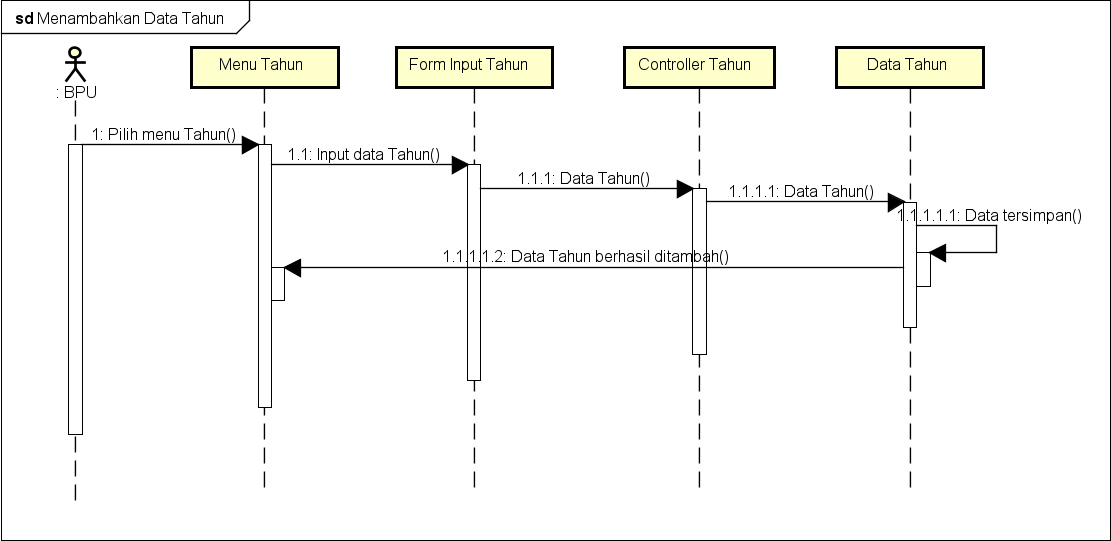 sd Menambahkan Data Tahun
: BPU
Menu Tahun
Form Input Tahun
Controller Tahun
Data Tahun
1: Pilih menu Tahun()
1.1: Input data Tahun()
1.1.1: Data Tahun()
1.1.1.1: Data Tahun()
1.1.1.1.1: Data tersimpan()
1.1.1.1.2: Data Tahun berhasil ditambah()